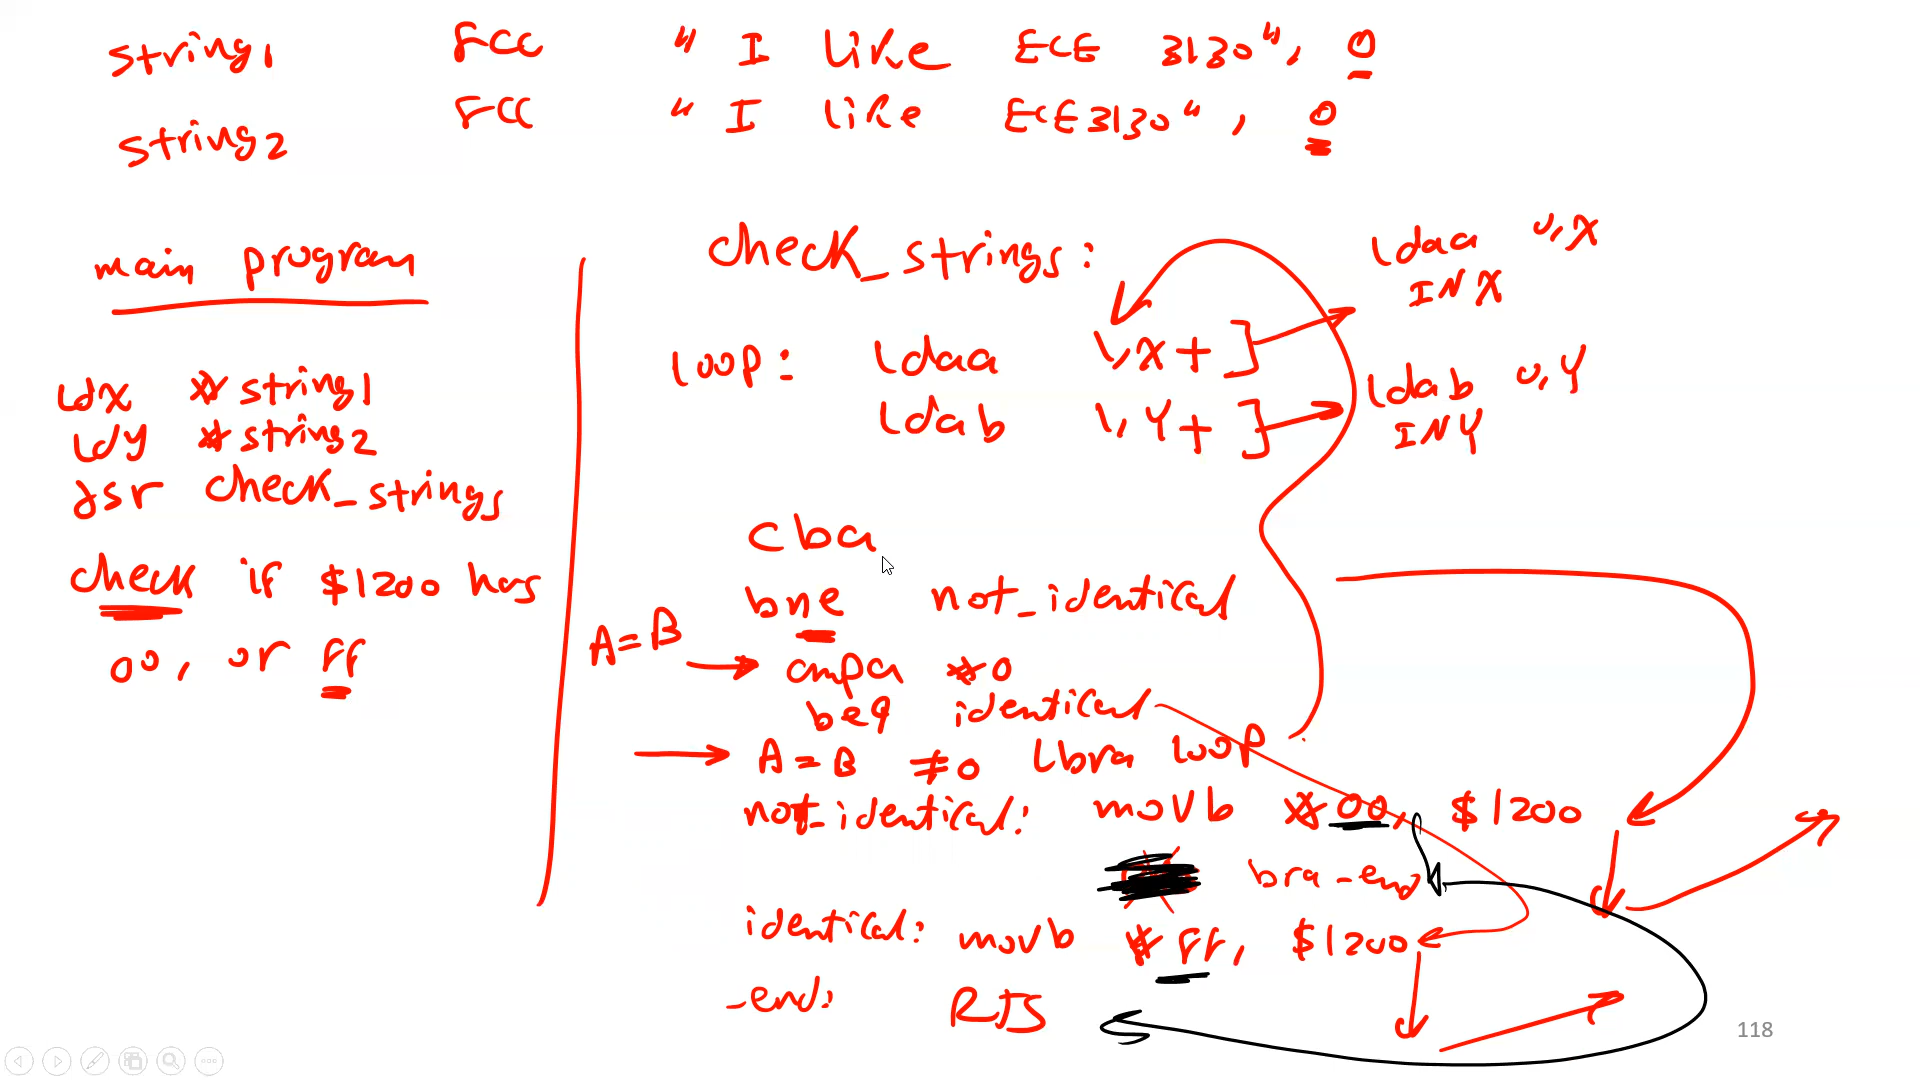 string1 FCC " I like ECE 3130", 0
string2 FCC " I like ECE3130", 0
main program
ldx # string1
ldy # string2
jsr check_strings
check if $1200 has
00, or FF
check_strings:
loop: ldaa 1,X+
ldab 1,Y+
ldaa 0,X
INX
ldab 0,Y
INY
cba
bne not_identical
A=B
cmpa #0
beq identical
A=B ≠0 lbra loop
not_identical: movb #00, $1200
bra _end
identical: movb #FF, $1200
_end: RTS
118